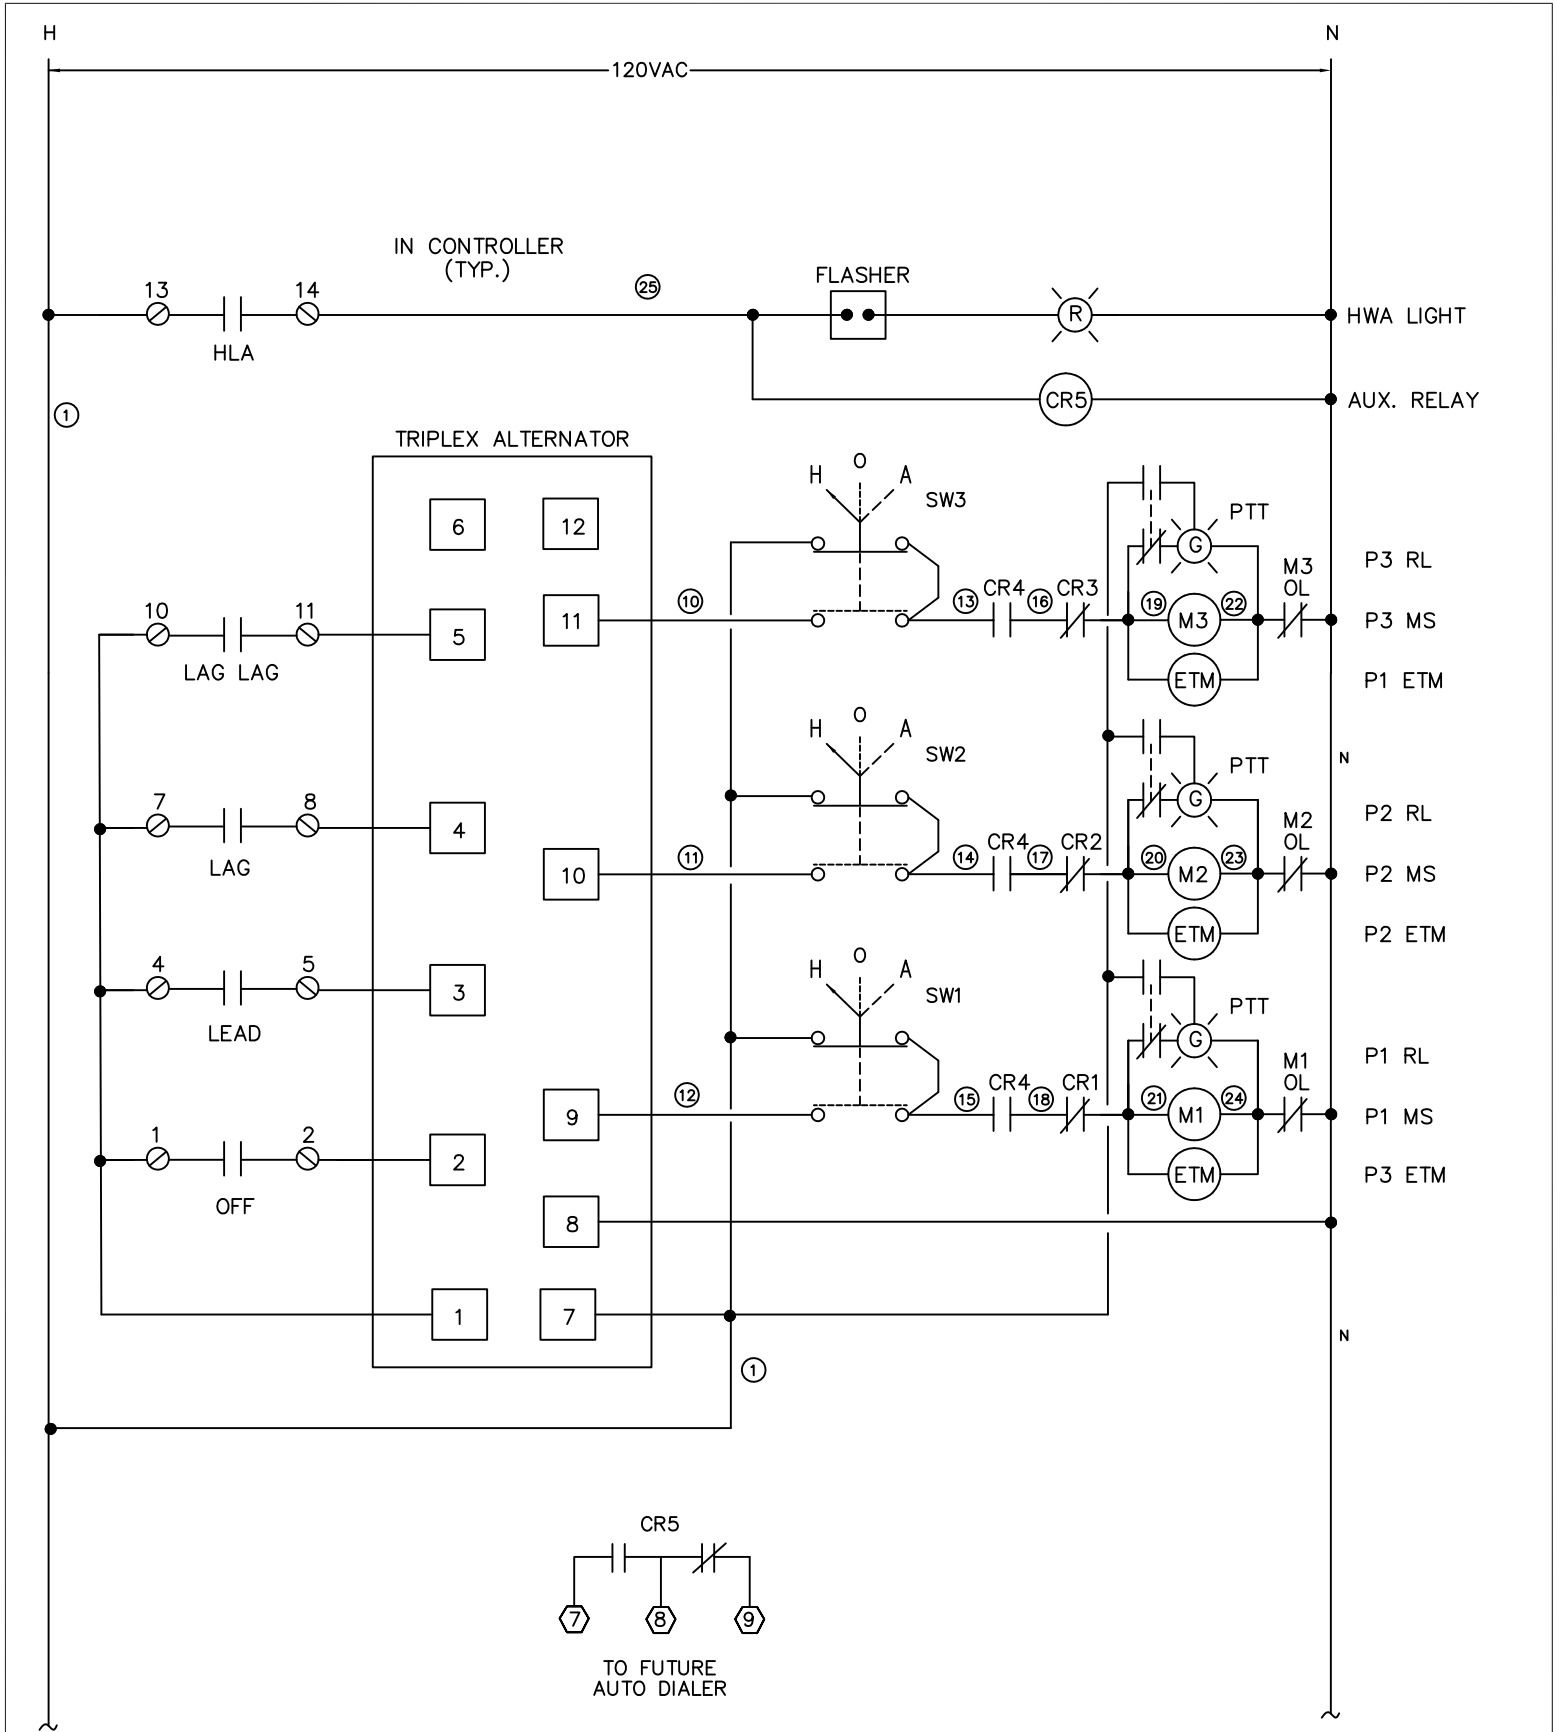 H
N
120VAC
IN CONTROLLER
(TYP.)
25
FLASHER
13
14
R
HWA LIGHT
HLA
CR5
AUX. RELAY
1
TRIPLEX ALTERNATOR
H
O
A
SW3
6
12
PTT
G
P3 RL
M3
OL
10
11
5
11
10
13
CR4
16
CR3
19
M3
22
P3 MS
LAG LAG
ETM
P1 ETM
H
O
A
SW2
N
PTT
G
P2 RL
M2
OL
7
8
4
LAG
10
11
14
CR4
17
CR2
20
M2
23
P2 MS
ETM
P2 ETM
H
O
A
SW1
4
5
3
LEAD
PTT
G
P1 RL
M1
OL
9
12
15
CR4
18
CR1
21
M1
24
P1 MS
1
2
2
ETM
P3 ETM
OFF
8
1
7
N
1
CR5
7
8
9
TO FUTURE
AUTO DIALER